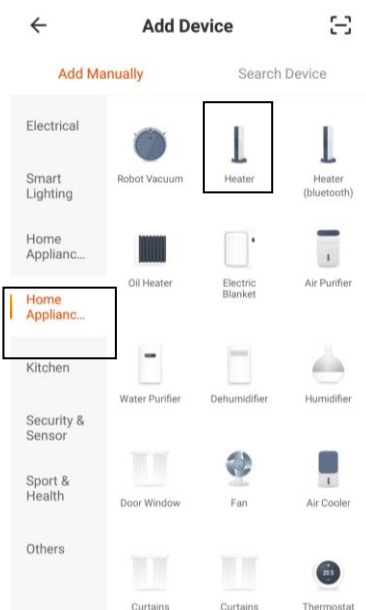 Add Device
Add Manually
Search Device
Electrical
Smart
Lighting
Home
Applianc...
Home
Applianc...
Kitchen
Security &
Sensor
Sport &
Health
Others
Robot Vacuum
Heater
Heater
(bluetooth)
Oil Heater
Electric
Blanket
Air Purifier
Water Purifier
Dehumidifier
Humidifier
Door Window
Fan
Air Cooler
Curtains
Curtains
Thermostat